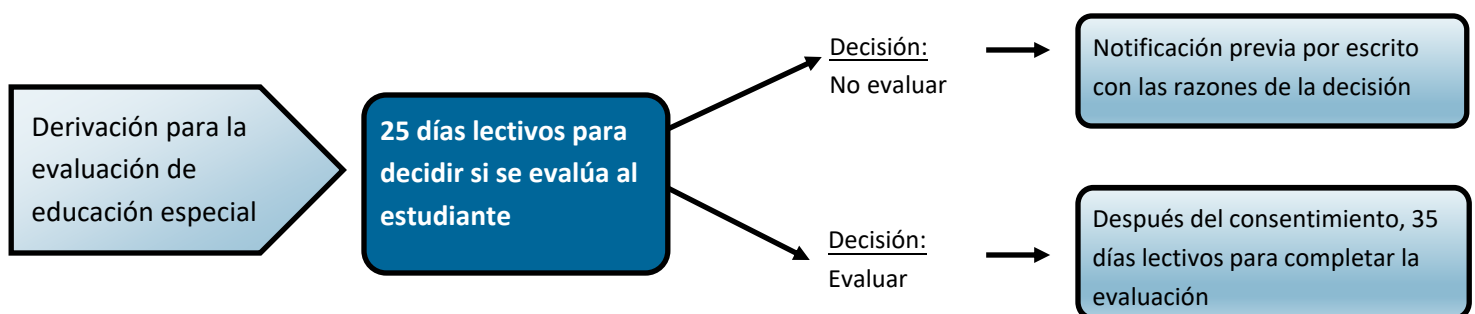 Derivación para la
evaluación de
educación especial
25 días lectivos para
decidir si se evalúa al
estudiante
Decisión:
No evaluar
Notificación previa por escrito
con las razones de la decisión
Decisión:
Evaluar
Después del consentimiento, 35
días lectivos para completar la
evaluación